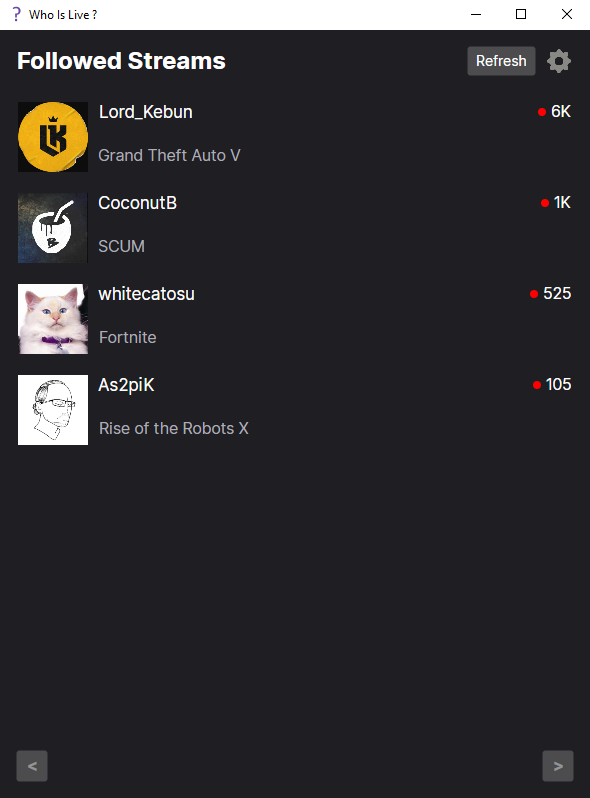 Who Is Live ?
Followed Streams
Refresh
Lord_Kebun
6K
Grand Theft Auto V
CoconutB
1K
SCUM
whitecatosu
525
Fortnite
As2piK
105
Rise of the Robots X
<
>